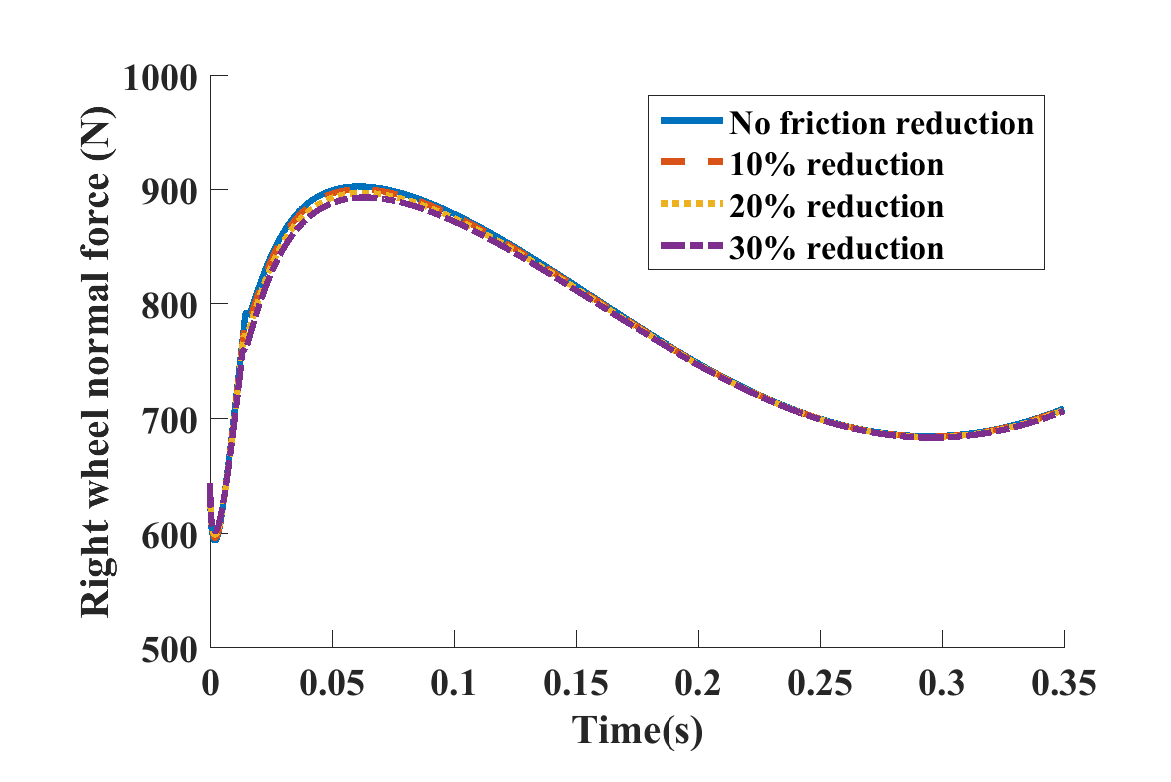 1000
900
800
700
600
500
Right wheel normal force (N)
No friction reduction
10% reduction
20% reduction
30% reduction
0 0.05 0.1 0.15 0.2 0.25 0.3 0.35
Time(s)